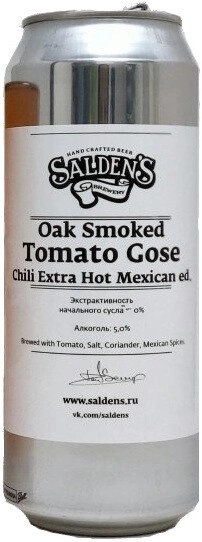 HAND CRAFTED BEER
SALDEN'S
BREWERY
Oak Smoked
Tomato Gose
Chili Extra Hot Mexican ed.
Экстрактивность
начального сусла 0%
Алкоголь: 5,0%
Brewed with Tomato, Salt, Coriander, Mexican Spices.
www.saldens.ru
vk.com/saldens